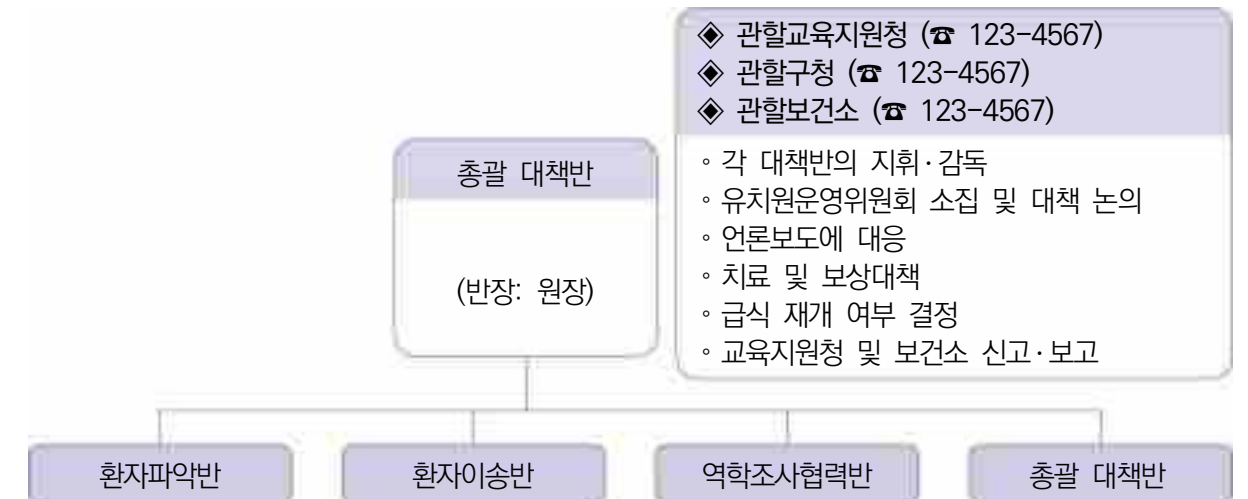 ◈ 관할교육지원청 (☎ 123-4567)
◈ 관할구청 (☎ 123-4567)
◈ 관할보건소 (☎ 123-4567)
총괄 대책반
(반장: 원장)
◦ 각 대책반의 지휘·감독
◦ 유치원운영위원회 소집 및 대책 논의
◦ 언론보도에 대응
◦ 치료 및 보상대책
◦ 급식 재개 여부 결정
◦ 교육지원청 및 보건소 신고·보고
환자파악반
환자이송반
역학조사협력반
총괄 대책반